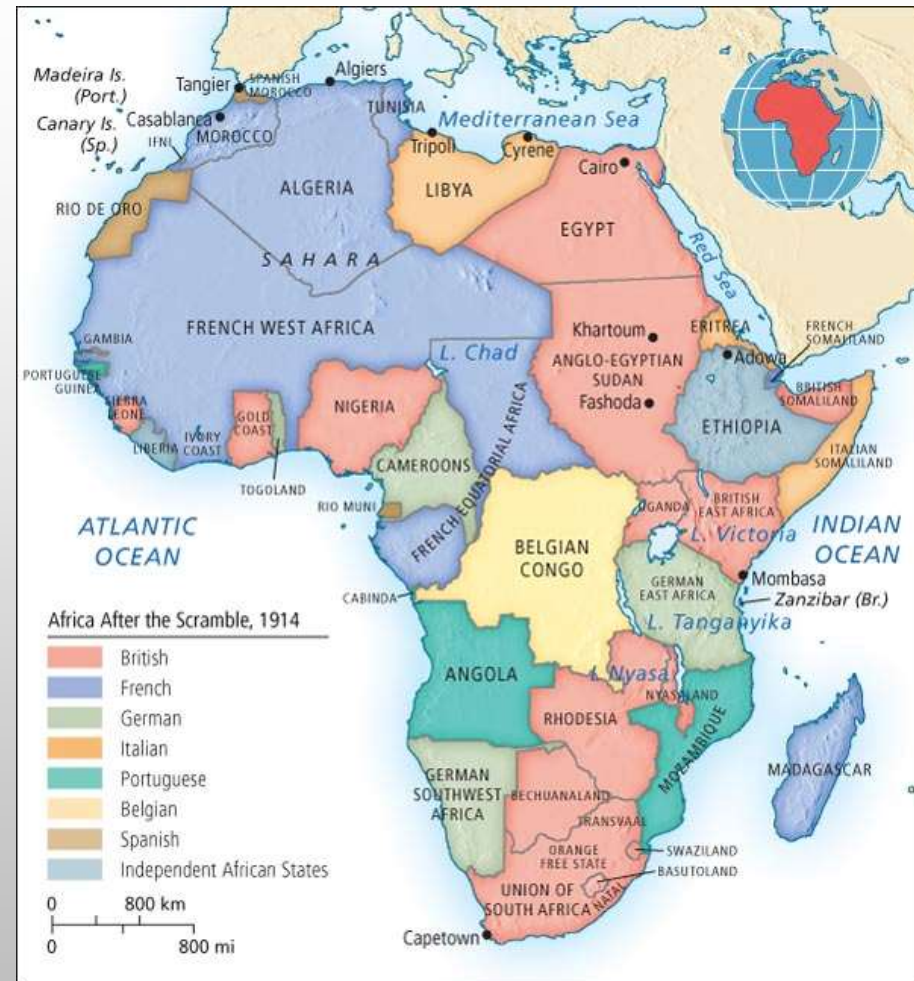 Madeira Is.
(Port.)
Canary Is.
(Sp.)
Tangier
SPANISH
MOROCCO
Algiers
Casablanca
MOROCCO
IFNI
TUNISIA
Mediterranean Sea
Tripoli
Cyrene
Cairo
ALGERIA
LIBYA
EGYPT
RIO DE ORO
SAHARA
Red Sea
FRENCH WEST AFRICA
L. Chad
Khartoum
ANGLO-EGYPTIAN
SUDAN
Fashoda
ERITREA
Adowa
FRENCH
SOMALILAND
BRITISH
SOMALILAND
ETHIOPIA
ITALIAN
SOMALILAND
GAMBIA
PORTUGUESE
GUINEA
SIERRA
LEONE
LIBERIA
IVORY
COAST
GOLD
COAST
TOGOLAND
NIGERIA
CAMEROONS
RIO MUNI
FRENCH EQUATORIAL AFRICA
ATLANTIC
OCEAN
CABINDA
BELGIAN
CONGO
UGANDA
BRITISH
EAST AFRICA
L. Victoria
INDIAN
OCEAN
GERMAN
EAST AFRICA
Mombasa
Zanzibar (Br.)
L. Tanganyika
ANGOLA
L.Nyasa
NYASALAND
RHODESIA
MOZAMBIQUE
MADAGASCAR
GERMAN
SOUTHWEST
AFRICA
BECHUANALAND
TRANSVAAL
ORANGE
FREE STATE
SWAZILAND
BASUTOLAND
UNION OF
SOUTH AFRICA
NATAL
Capetown
Africa After the Scramble, 1914
British
French
German
Italian
Portuguese
Belgian
Spanish
Independent African States
0 800 km
0 800 mi